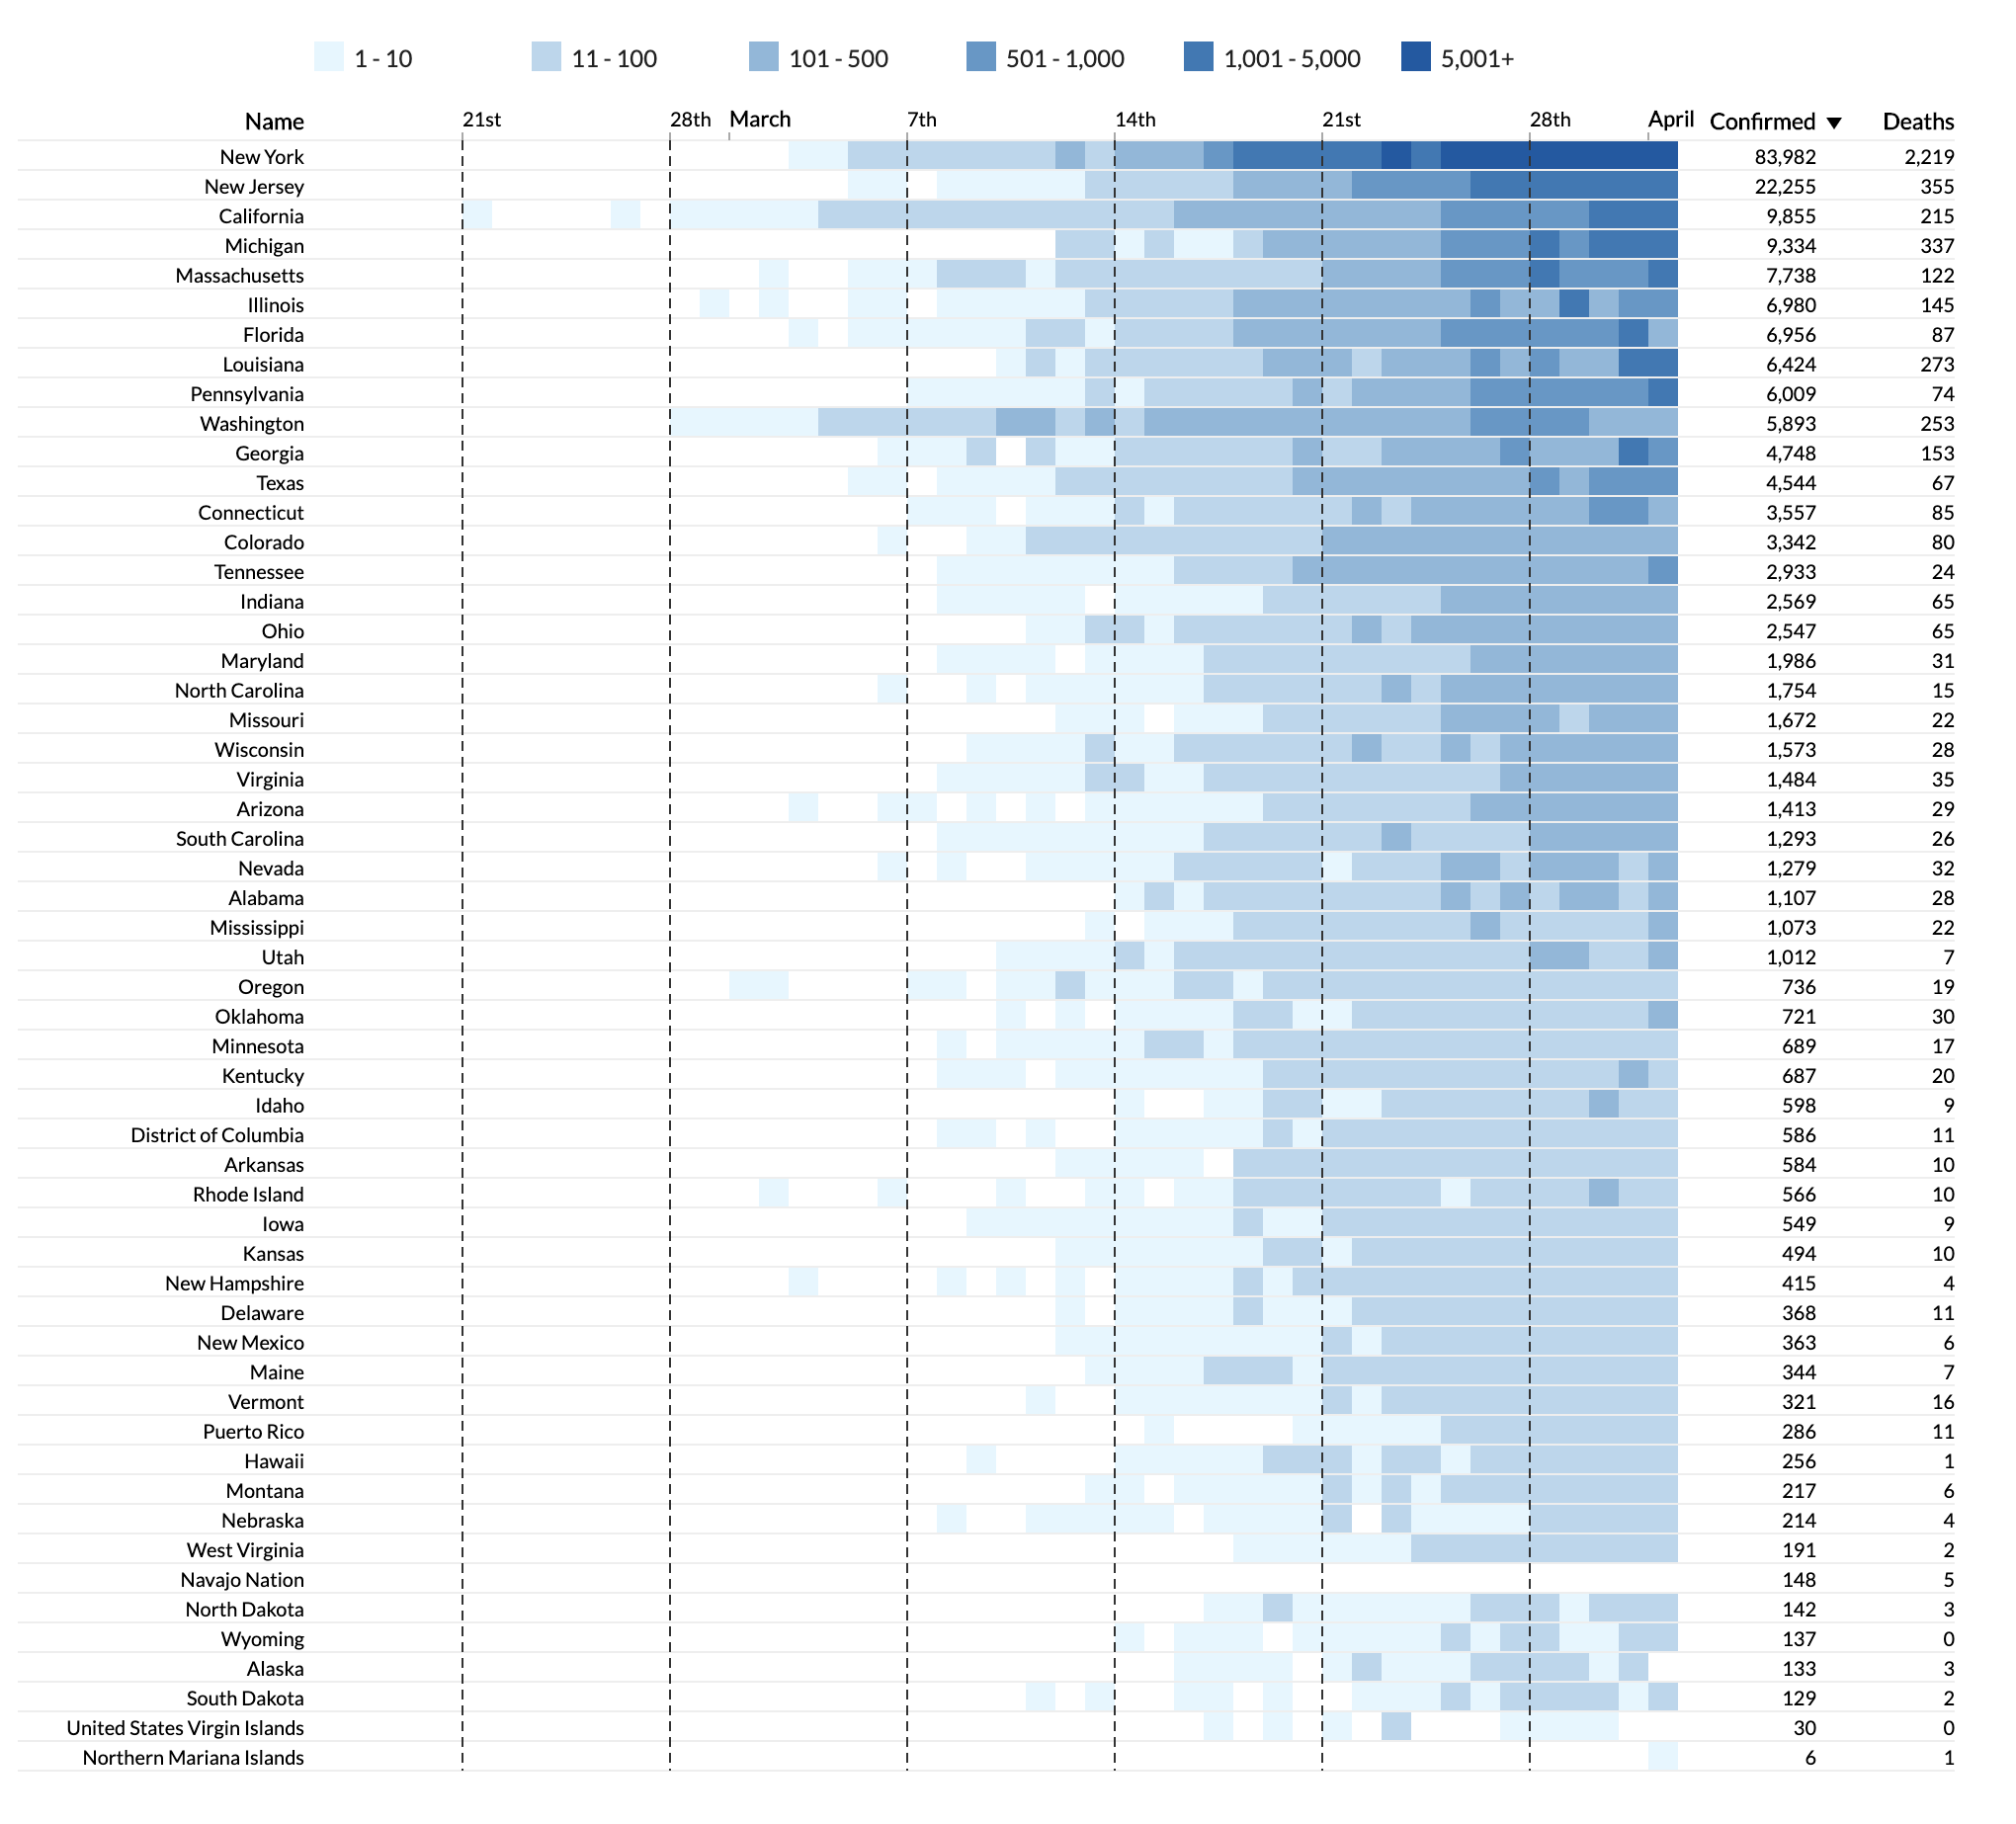 1 - 10 11 - 100 101 - 500 501 - 1,000 1,001 - 5,000 5,001+
Name 21st 28th March 7th 14th 21st 28th April Confirmed ▼ Deaths
New York 83,982 2,219
New Jersey 22,255 355
California 9,855 215
Michigan 9,334 337
Massachusetts 7,738 122
Illinois 6,980 145
Florida 6,956 87
Louisiana 6,424 273
Pennsylvania 6,009 74
Washington 5,893 253
Georgia 4,748 153
Texas 4,544 67
Connecticut 3,557 85
Colorado 3,342 80
Tennessee 2,933 24
Indiana 2,569 65
Ohio 2,547 65
Maryland 1,986 31
North Carolina 1,754 15
Missouri 1,672 22
Wisconsin 1,573 28
Virginia 1,484 35
Arizona 1,413 29
South Carolina 1,293 26
Nevada 1,279 32
Alabama 1,107 28
Mississippi 1,073 22
Utah 1,012 7
Oregon 736 19
Oklahoma 721 30
Minnesota 689 17
Kentucky 687 20
Idaho 598 9
District of Columbia 586 11
Arkansas 584 10
Rhode Island 566 10
Iowa 549 9
Kansas 494 10
New Hampshire 415 4
Delaware 368 11
New Mexico 363 6
Maine 344 7
Vermont 321 16
Puerto Rico 286 11
Hawaii 256 1
Montana 217 6
Nebraska 214 4
West Virginia 191 2
Navajo Nation 148 5
North Dakota 142 3
Wyoming 137 0
Alaska 133 3
South Dakota 129 2
United States Virgin Islands 30 0
Northern Mariana Islands 6 1